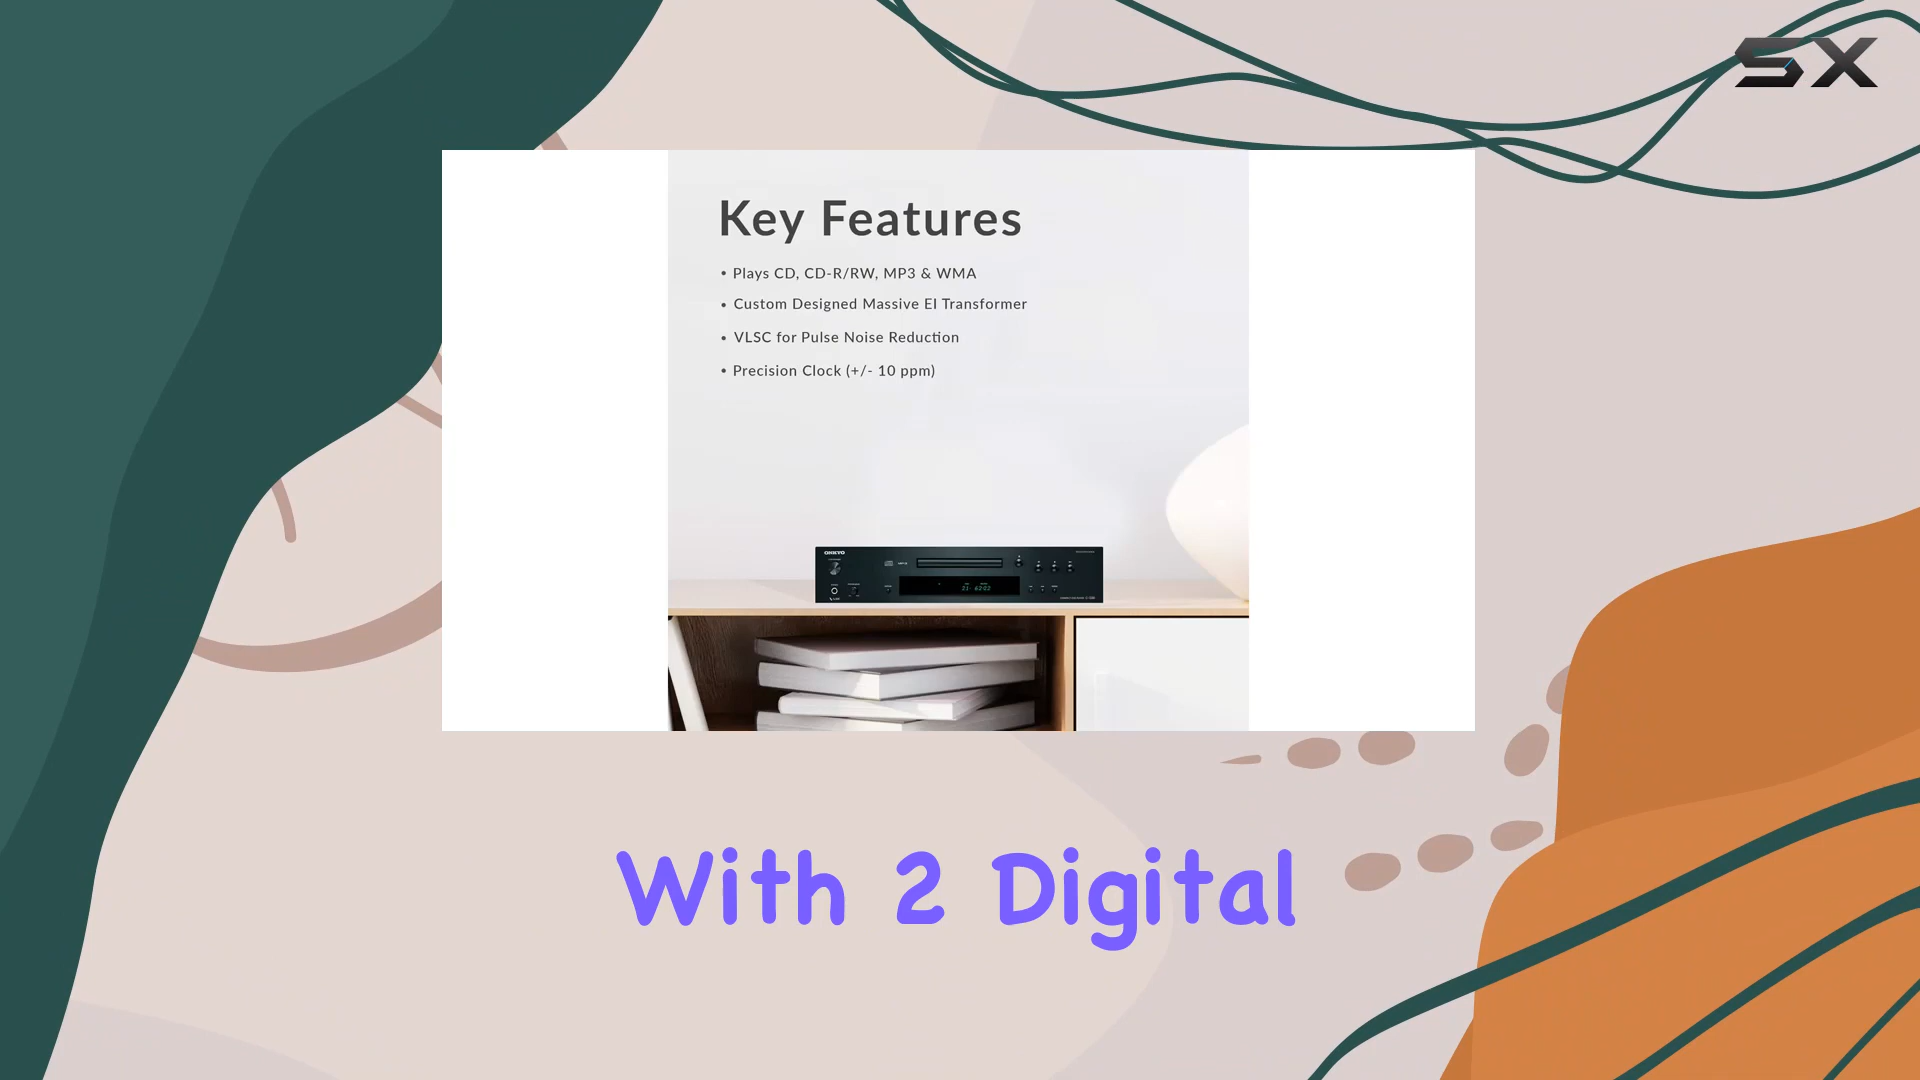 SX
Key Features
• Plays CD, CD-R/RW, MP3 & WMA
• Custom Designed Massive EI Transformer
• VLSC for Pulse Noise Reduction
• Precision Clock (+/- 10 ppm)
ONKYO
With 2 Digital